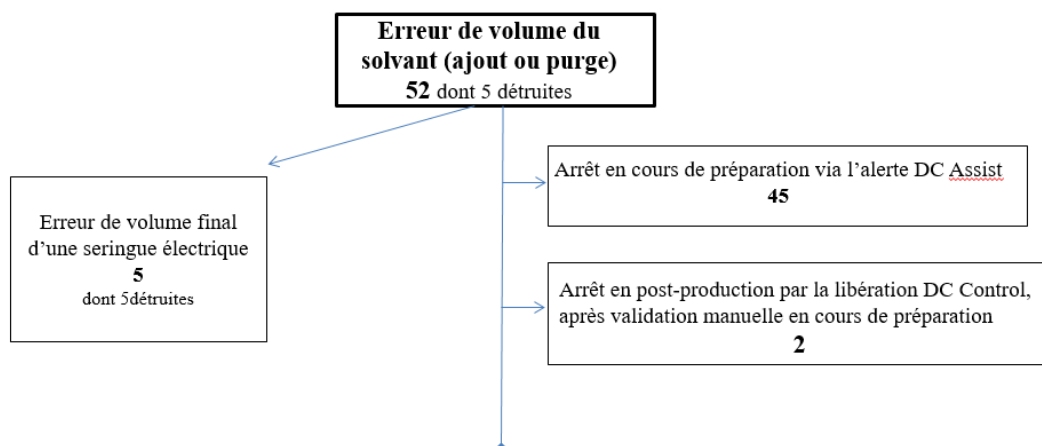 Erreur de volume du
solvant (ajout ou purge)
52 dont 5 détruites
Erreur de volume final
d’une seringue électrique
5
dont 5détruites
Arrêt en cours de préparation via l’alerte DC Assist
45
Arrêt en post-production par la libération DC Control,
après validation manuelle en cours de préparation
2